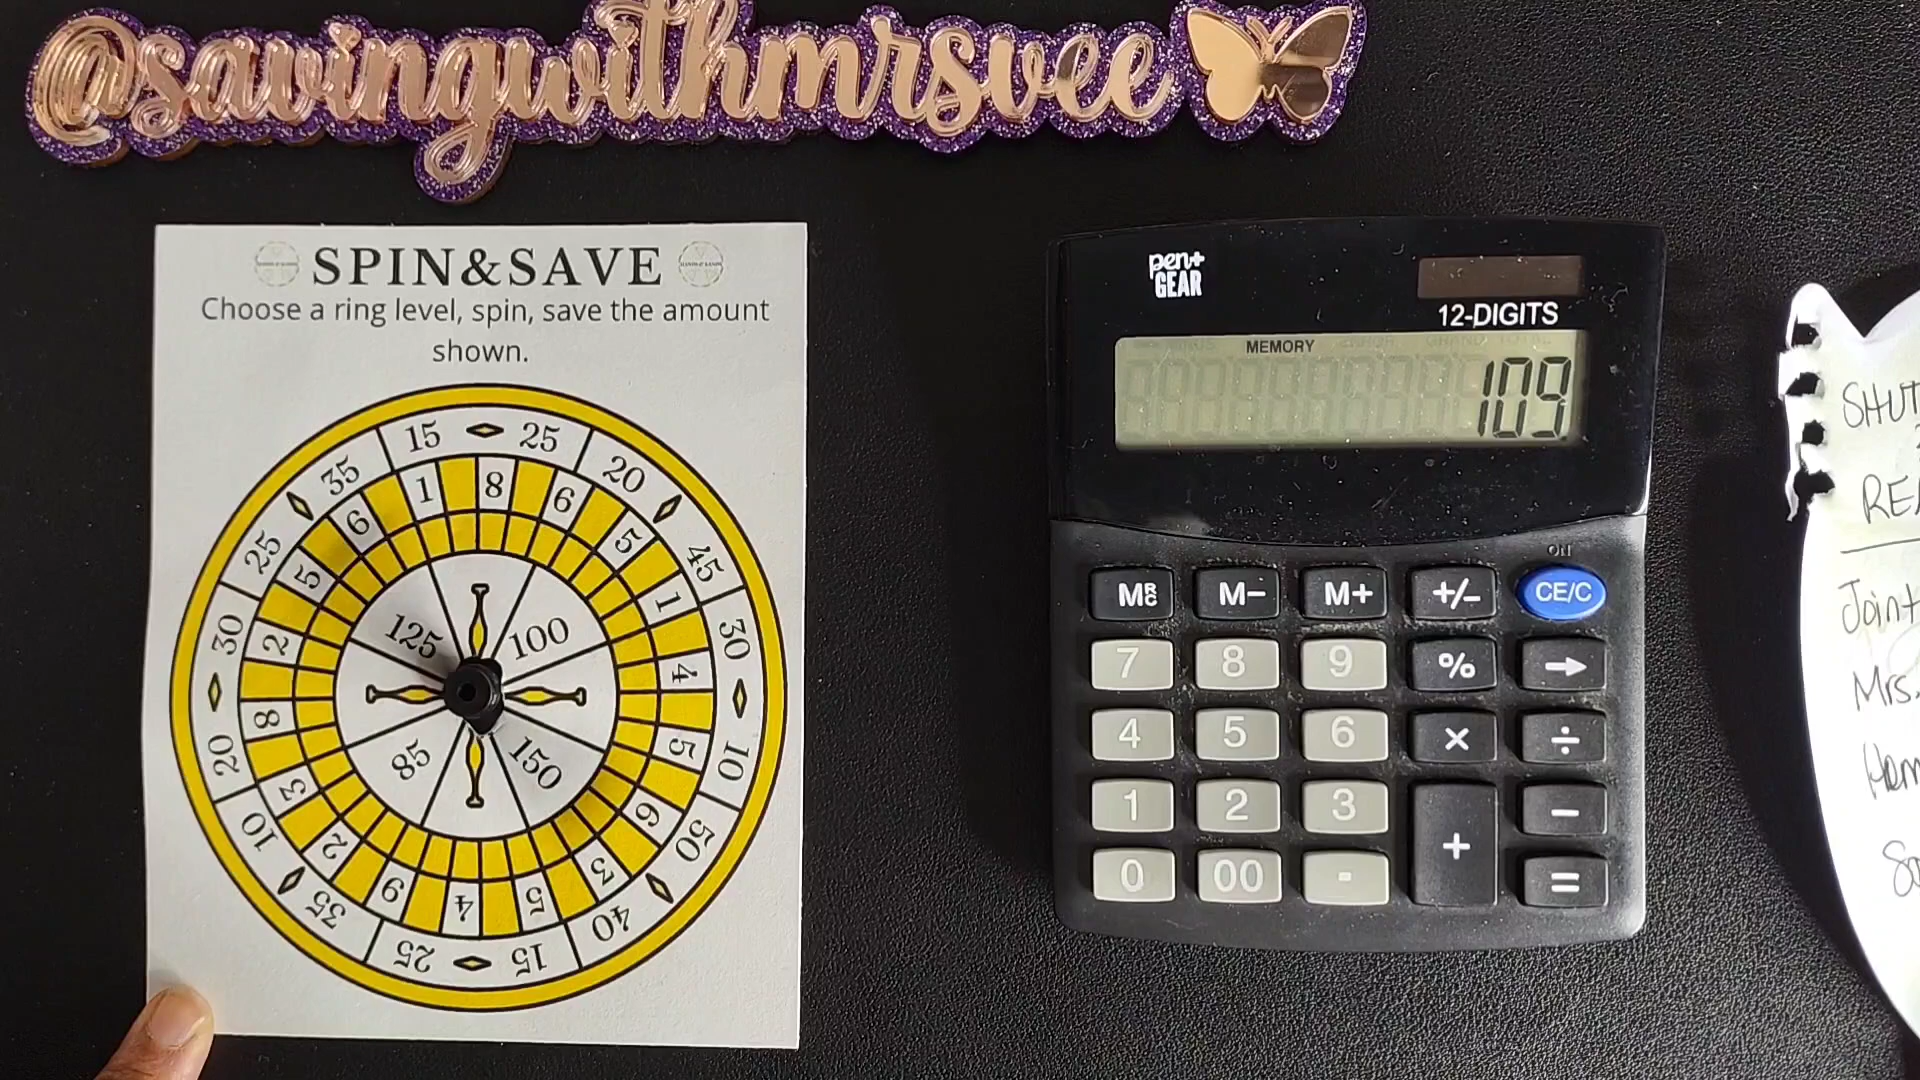 @savingwithmrsvee
SPIN&SAVE
Choose a ring level, spin, save the amount
shown.
15 25 20 45 30 10 50 40 15 25 35 10 20 30 25 35
1 8 6 5 1 4 5 6 3 5 4 9 2 3 8 2 5 6
125 100 150 85
pen+
GEAR
12-DIGITS
MEMORY
109.
ON
MRC M- M+ +/- CE/C
7 8 9 % →
4 5 6 × ÷
1 2 3 + −
0 00 . =
Joint
Mrs.